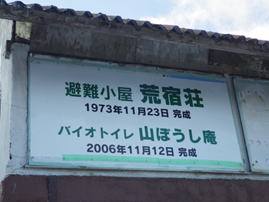 避難小屋 荒宿荘
1973年11月23日 完成
バイオトイレ 山ぼうし庵
2006年11月12日 完成